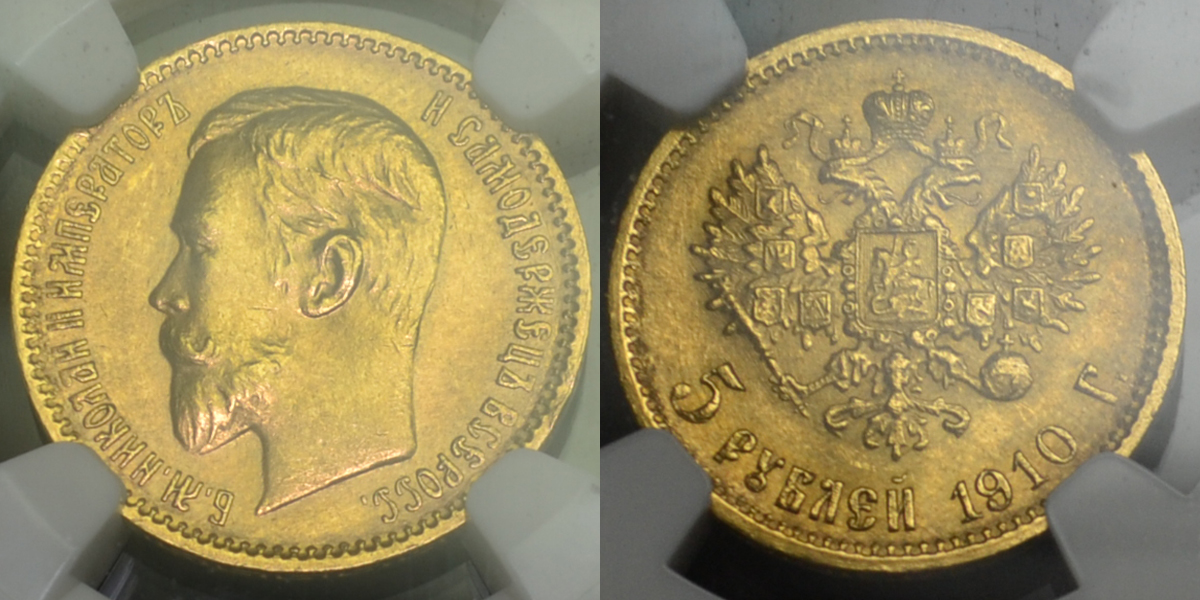 Б.М.НИКОЛАЙ II ИМПЕРАТОРЪ
И САМОДЕРЖЕЦЪ ВСЕРОСС.
5 РУБЛЕЙ 1910 Г.